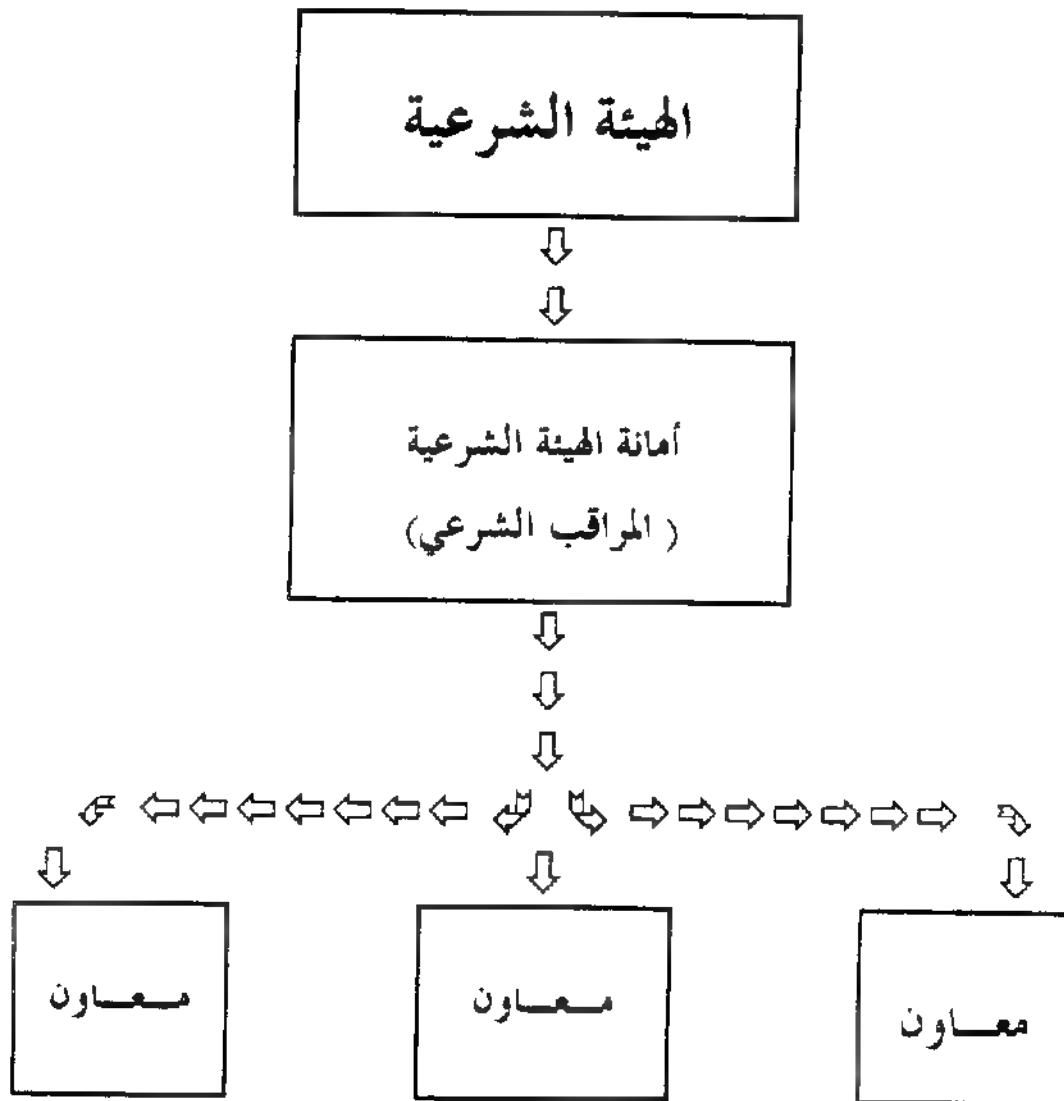 الهيئة الشرعية
أمانة الهيئة الشرعية
( المراقب الشرعي)
معاون
معاون
معاون